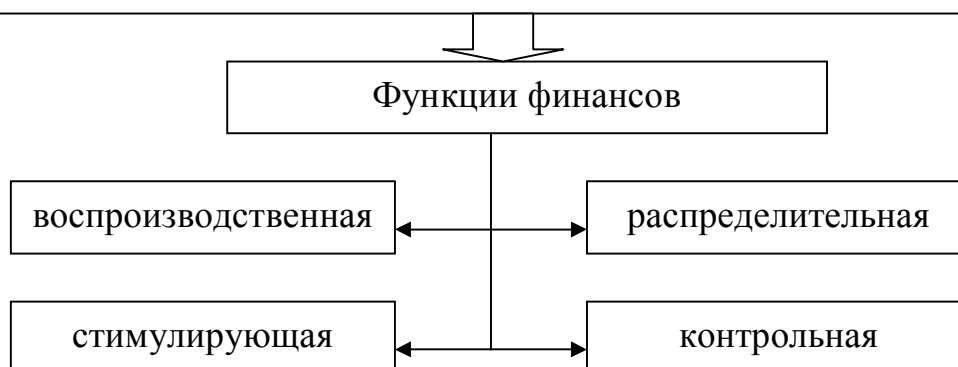 Функции финансов
воспроизводственная
распределительная
стимулирующая
контрольная